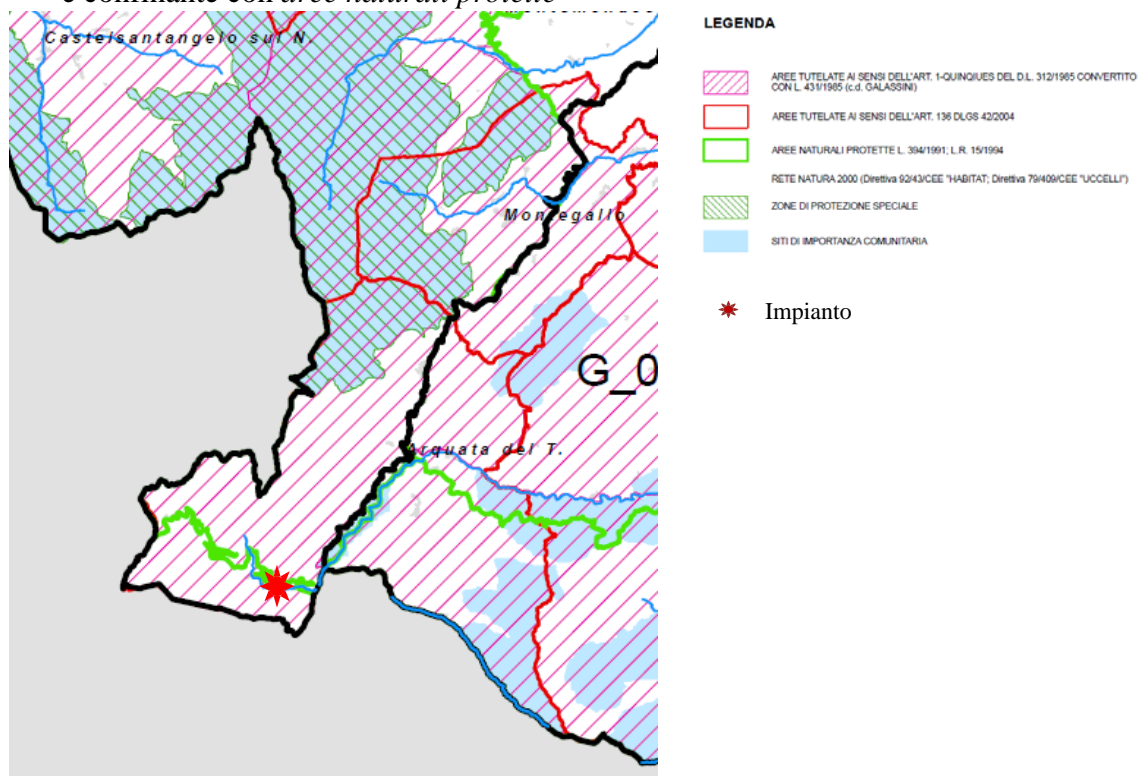 e confinante con aree naturali protette
Castelsantangelo sul N.
Montegallo
G_0
Arquata del T.
LEGENDA
AREE TUTELATE AI SENSI DELL'ART. 1-QUINQIUES DEL D.L. 312/1985 CONVERTITO
CON L. 431/1985 (c.d. GALASSINI)
AREE TUTELATE AI SENSI DELL'ART. 136 DLGS 42/2004
AREE NATURALI PROTETTE L. 394/1991; L.R. 15/1994
RETE NATURA 2000 (Direttiva 92/43/CEE "HABITAT; Direttiva 79/409/CEE "UCCELLI")
ZONE DI PROTEZIONE SPECIALE
SITI DI IMPORTANZA COMUNITARIA
Impianto